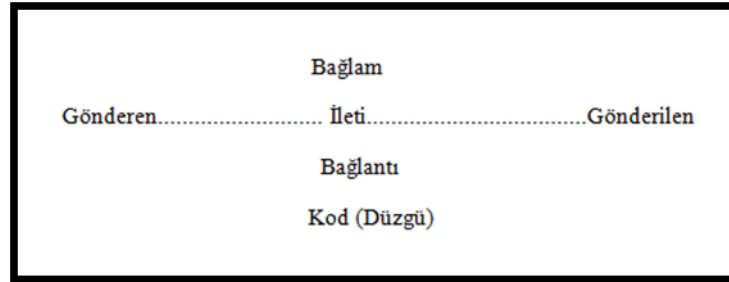 Bağlam
Gönderen........................... İleti....................................Gönderilen
Bağlantı
Kod (Düzgü)